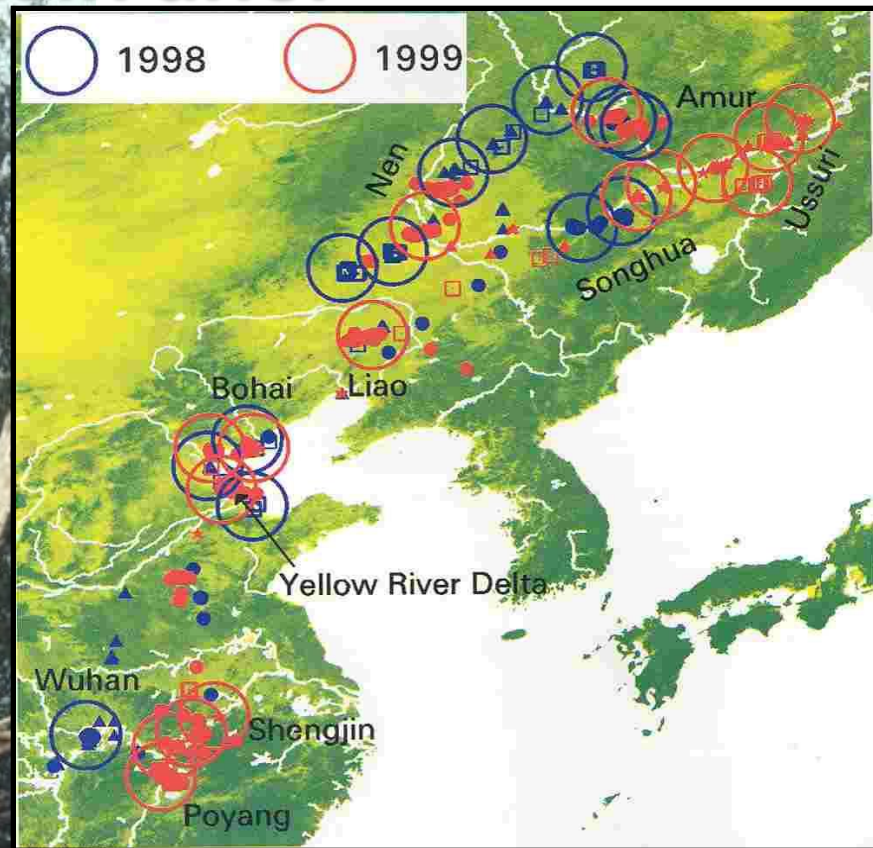 1998
1999
Amur
Nen
Ussuri
Songhua
Bohai
Liao
Yellow River Delta
Wuhan
Shengjin
Poyang